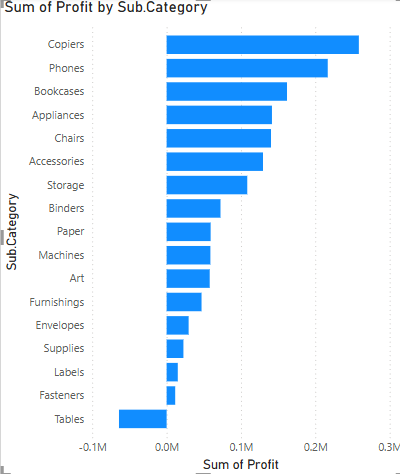 Sum of Profit by Sub.Category
Sub.Category
Copiers
Phones
Bookcases
Appliances
Chairs
Accessories
Storage
Binders
Paper
Machines
Art
Furnishings
Envelopes
Supplies
Labels
Fasteners
Tables
-0.1M 0.0M 0.1M 0.2M 0.3M
Sum of Profit